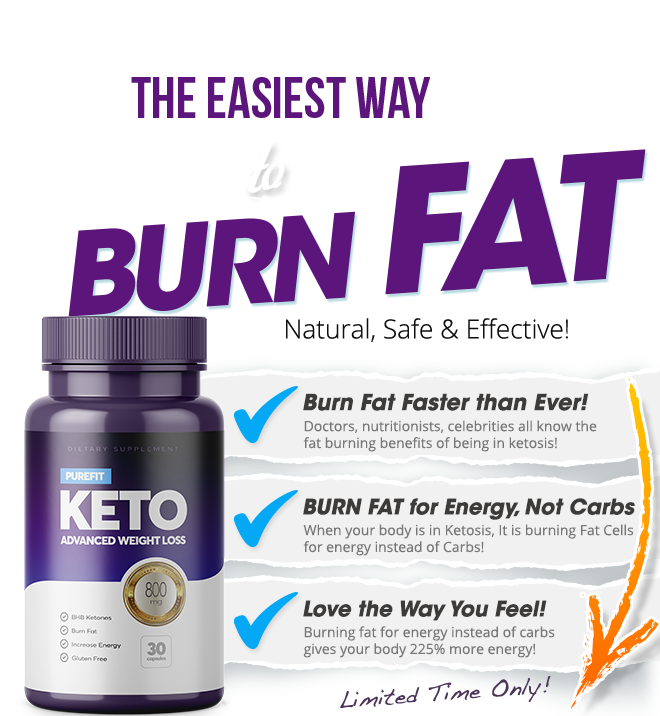 THE EASIEST WAY
to
BURN FAT
Natural, Safe & Effective!
Burn Fat Faster than Ever!
Doctors, nutritionists, celebrities all know the
fat burning benefits of being in ketosis!
BURN FAT for Energy, Not Carbs
When your body is in Ketosis, It is burning Fat Cells
for energy instead of Carbs!
Love the Way You Feel!
Burning fat for energy instead of carbs
gives your body 225% more energy!
Limited Time Only!
DIETARY SUPPLEMENT
PUREFIT
KETO
ADVANCED WEIGHT LOSS
800
mg
BHB Ketones
Burn Fat
Increase Energy
Gluten Free
30
capsules